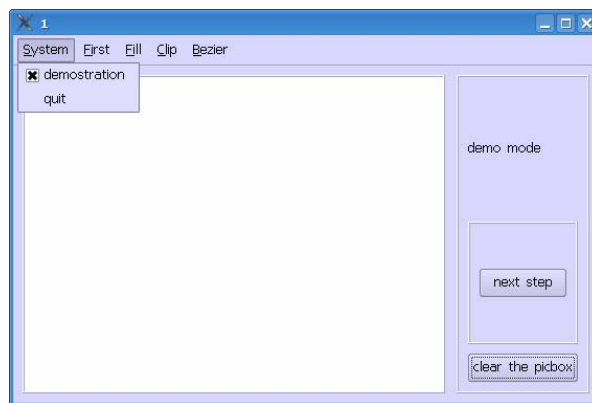 1
System First Fill Clip Bezier
demostration
quit
demo mode
next step
clear the picbox